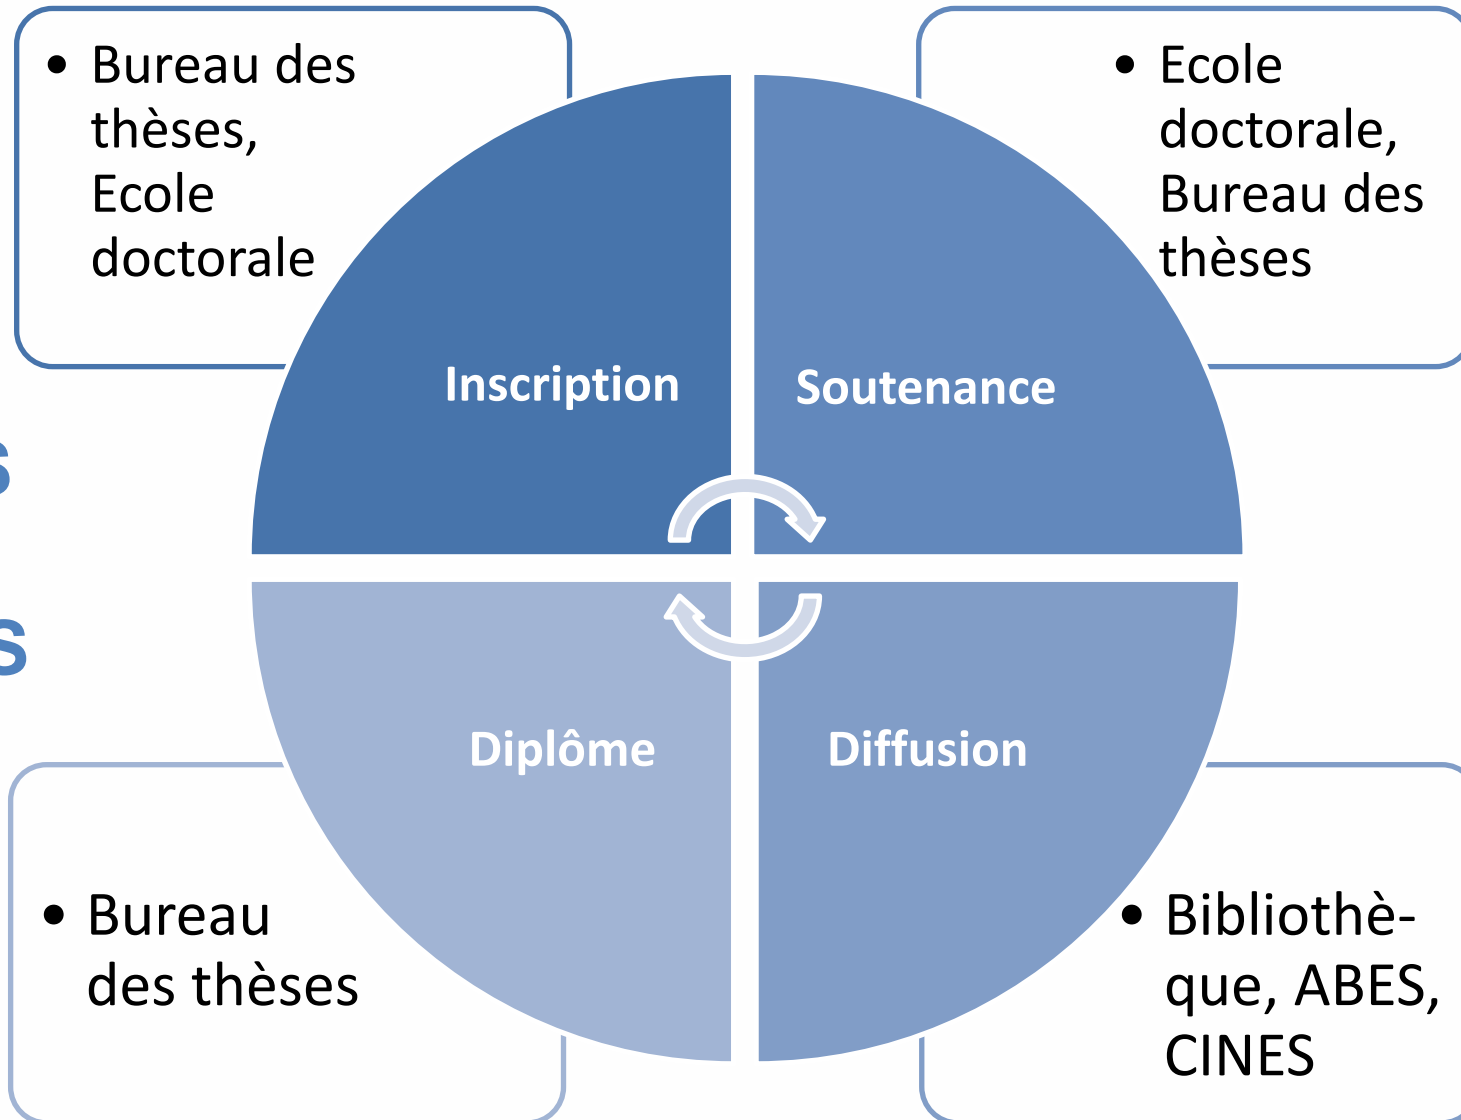 • Bureau des
thèses,
Ecole
doctorale
• Ecole
doctorale,
Bureau des
thèses
Inscription
Soutenance
s
s
Diplôme
Diffusion
• Bureau
des thèses
• Bibliothè-
que, ABES,
CINES